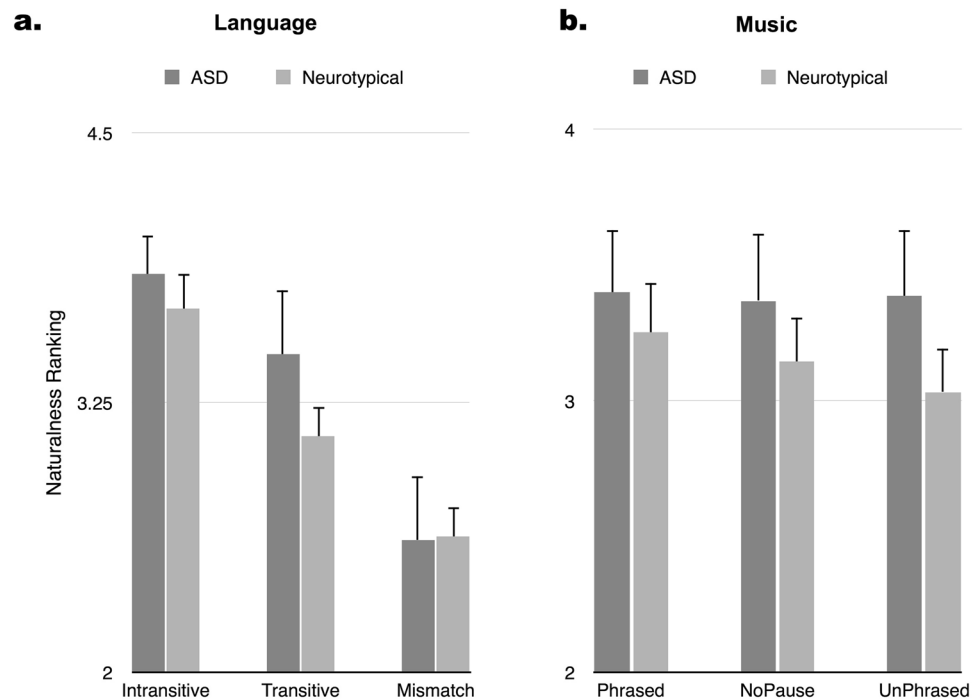 a.
Language
ASD
Neurotypical
4.5
3.25
2
Naturalness Ranking
Intransitive
Transitive
Mismatch
b.
Music
ASD
Neurotypical
4
3
2
Phrased
NoPause
UnPhrased